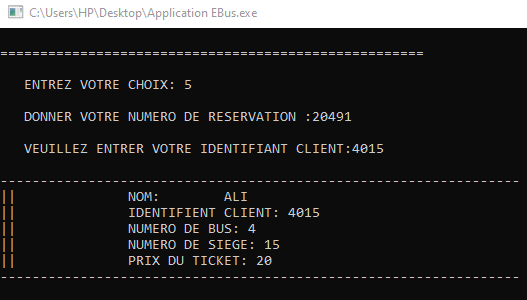 C:\Users\HP\Desktop\Application EBus.exe
=====================================================
ENTREZ VOTRE CHOIX: 5
DONNER VOTRE NUMERO DE RESERVATION :20491
VEUILLEZ ENTRER VOTRE IDENTIFIANT CLIENT:4015
-----------------------------------------------------------------
|| NOM: ALI
|| IDENTIFIENT CLIENT: 4015
|| NUMERO DE BUS: 4
|| NUMERO DE SIEGE: 15
|| PRIX DU TICKET: 20
-----------------------------------------------------------------